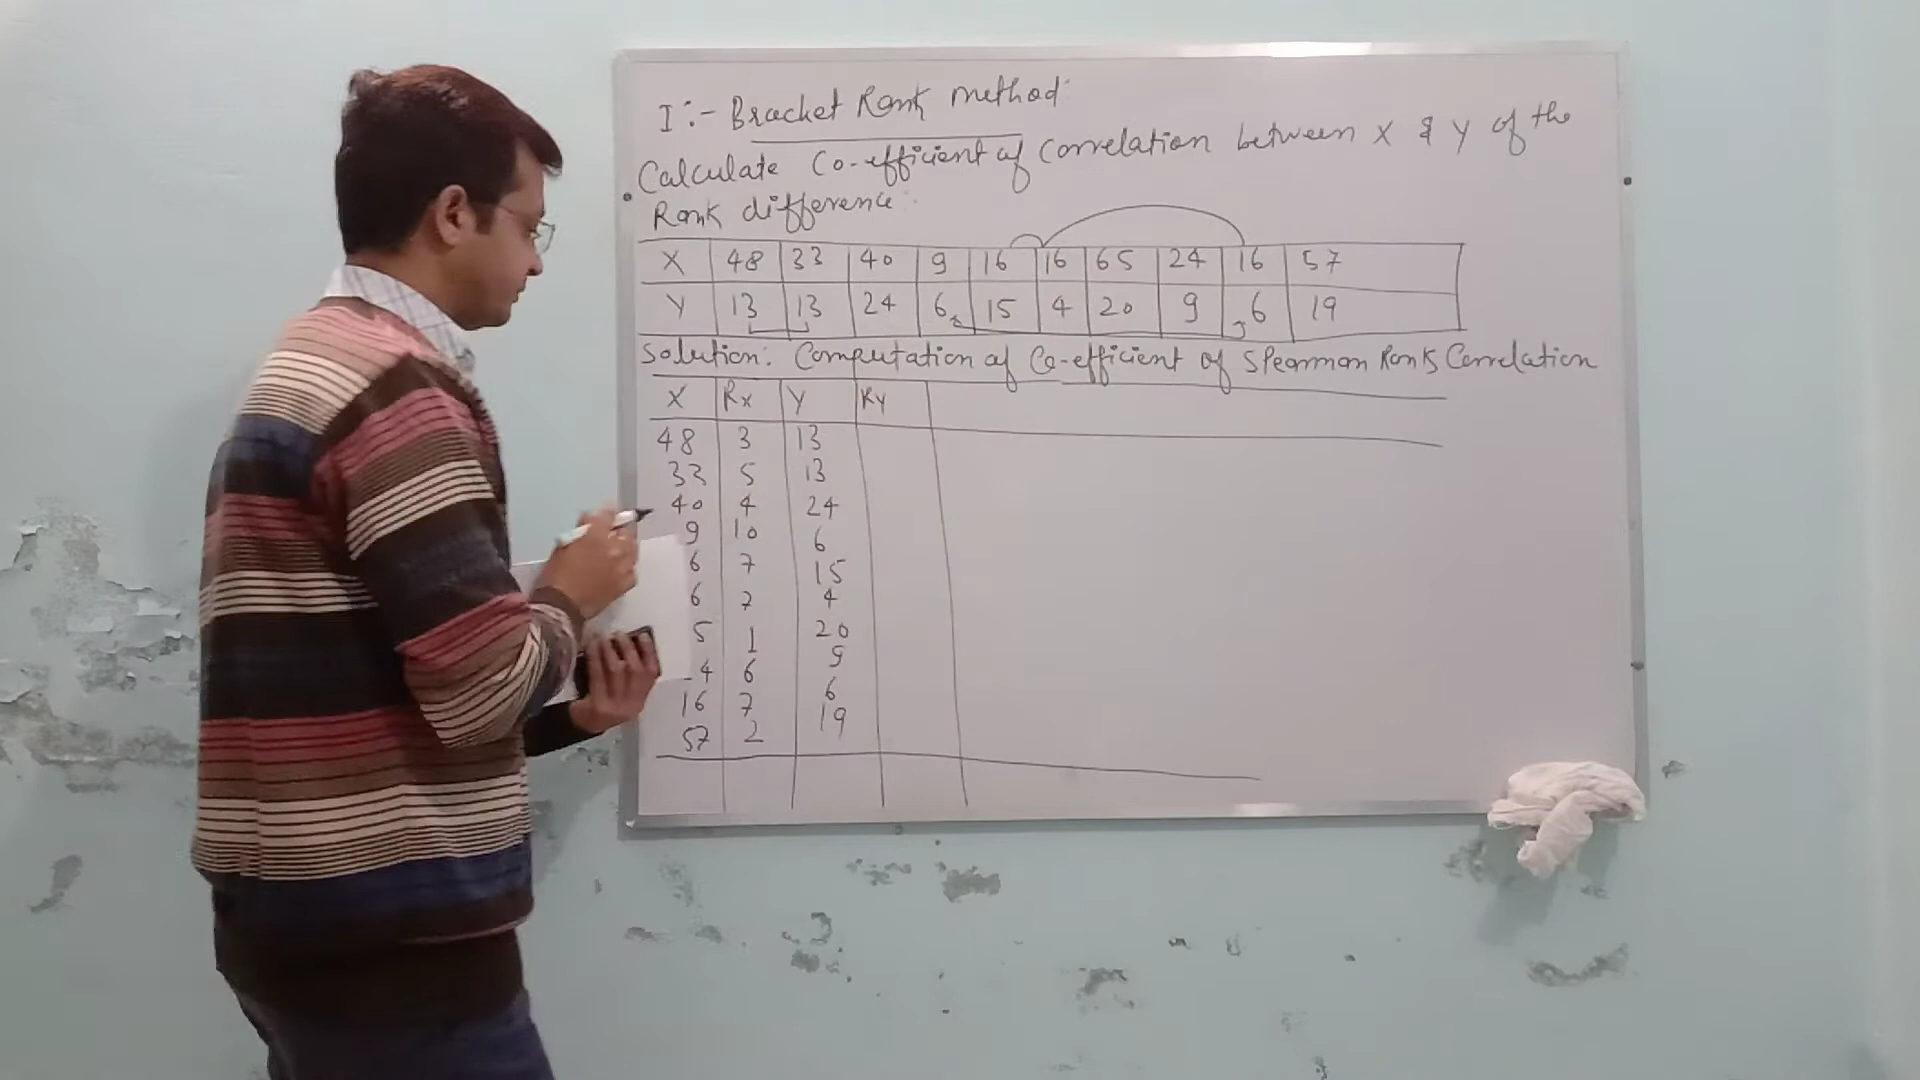 I :- Bracket Rank method
Calculate Co-efficient of Correlation between X & Y of the
Rank difference.
X 48 33 40 9 16 16 65 24 16 57
Y 13 13 24 6 15 4 20 9 6 19
Solution: Computation of Co-efficient of Spearman Ranks Correlation
X Rx Y Ry
48 3 13
33 5 13
40 4 24
9 10 6
6 7 15
6 7 4
5 1 20
4 6 9
16 7 6
57 2 19